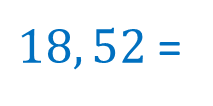 18, 52 =